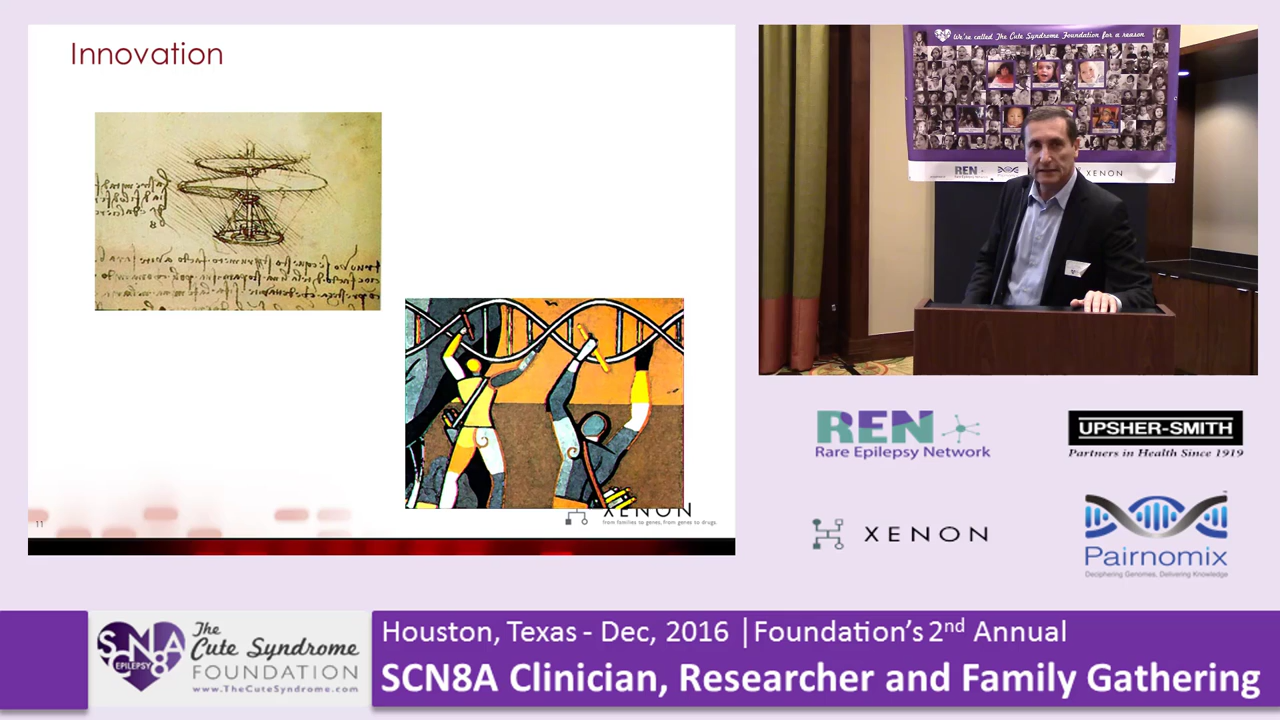 Innovation
11
XENON
from families to genes, from genes to drugs.
We're called The Cute Syndrome Foundation for a reason
REN
XENON
REN
Rare Epilepsy Network
UPSHER-SMITH
Partners in Health Since 1919
XENON
Pairnomix
Deciphering Genomes, Delivering Knowledge
SCN8A
EPILEPSY
The
Cute Syndrome
FOUNDATION
www.TheCuteSyndrome.com
Houston, Texas - Dec, 2016 | Foundation's 2nd Annual
SCN8A Clinician, Researcher and Family Gathering